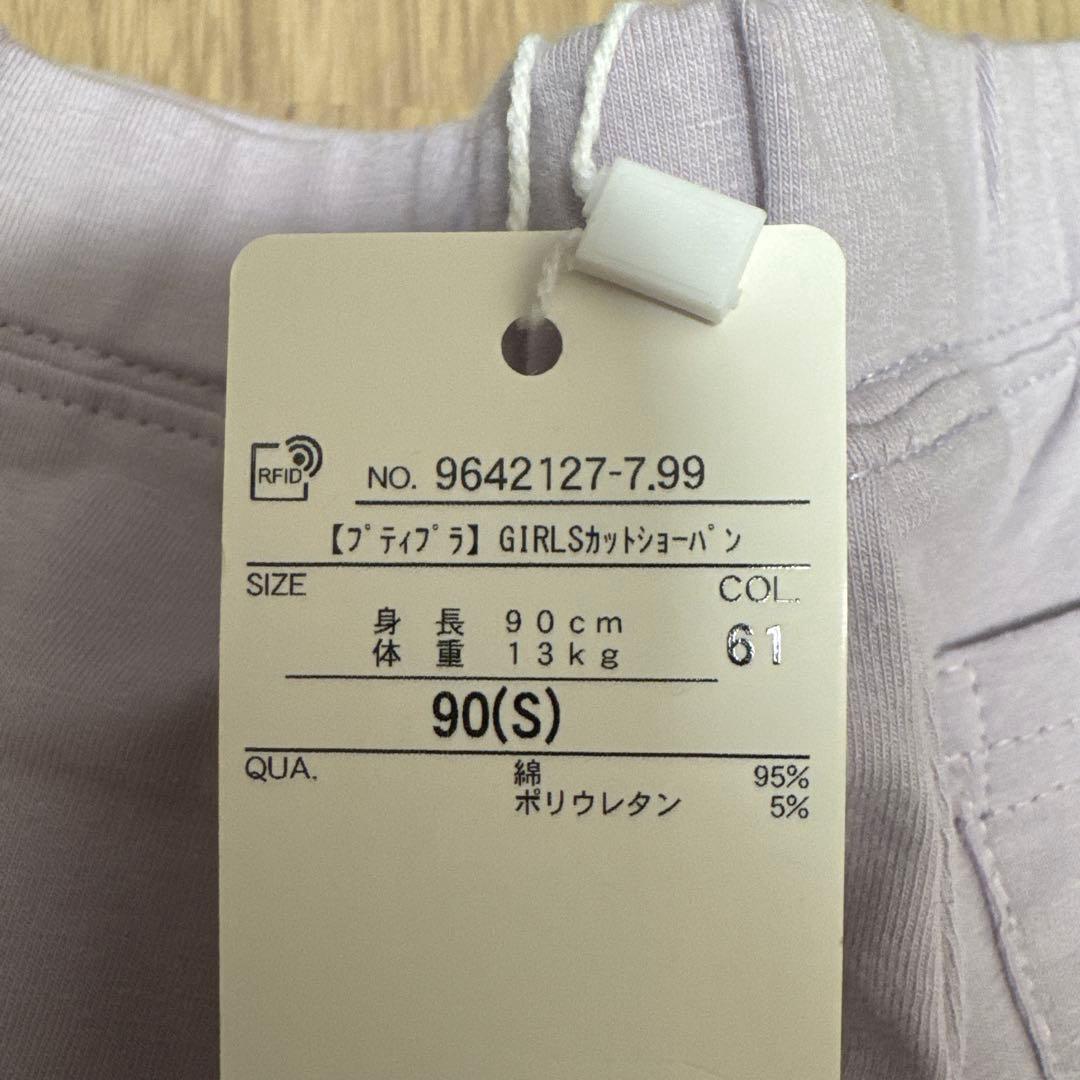 RFID
NO. 9642127-7.99
【プティプラ】GIRLSカットショーパン
SIZE
COL.
身 長 90cm
体 重 13kg
61
90(S)
QUA.
綿 95%
ポリウレタン 5%